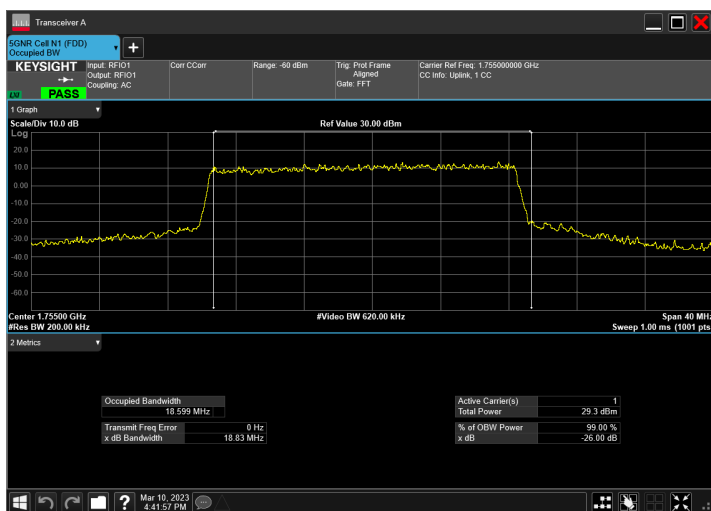 Transceiver A
5GNR Cell N1 (FDD)
Occupied BW
KEYSIGHT
LXI
PASS
Input: RFIO1
Output: RFIO1
Coupling: AC
Corr CCorr
Range: -60 dBm
Trig: Prot Frame
Aligned
Gate: FFT
Carrier Ref Freq: 1.755000000 GHz
CC Info: Uplink, 1 CC
1 Graph
Scale/Div 10.0 dB
Ref Value 30.00 dBm
Log
20.0
10.0
0.00
-10.0
-20.0
-30.0
-40.0
-50.0
-60.0
Center 1.75500 GHz
#Video BW 620.00 kHz
Span 40 MHz
#Res BW 200.00 kHz
Sweep 1.00 ms (1001 pts
2 Metrics
Occupied Bandwidth
18.599 MHz
Transmit Freq Error 0 Hz
x dB Bandwidth 18.83 MHz
Active Carrier(s) 1
Total Power 29.3 dBm
% of OBW Power 99.00 %
x dB -26.00 dB
Mar 10, 2023
4:41:57 PM